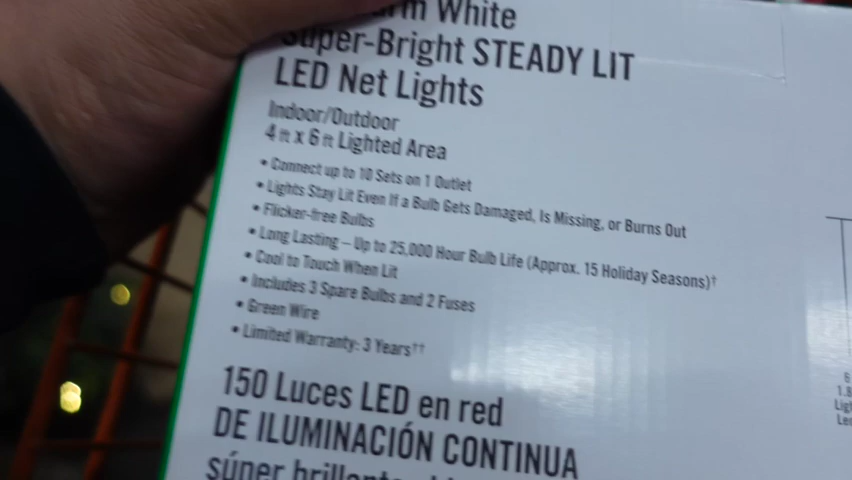 White
Super-Bright STEADY LIT
LED Net Lights
Indoor/Outdoor
4 ft x 6 ft Lighted Area
• Connect up to 10 Sets on 1 Outlet
• Lights Stay Lit Even If a Bulb Gets Damaged, Is Missing, or Burns Out
• Flicker-free Bulbs
• Long Lasting – Up to 25,000 Hour Bulb Life (Approx. 15 Holiday Seasons)†
• Cool to Touch When Lit
• Includes 3 Spare Bulbs and 2 Fuses
• Green Wire
• Limited Warranty: 3 Years††
150 Luces LED en red
DE ILUMINACIÓN CONTINUA
súper